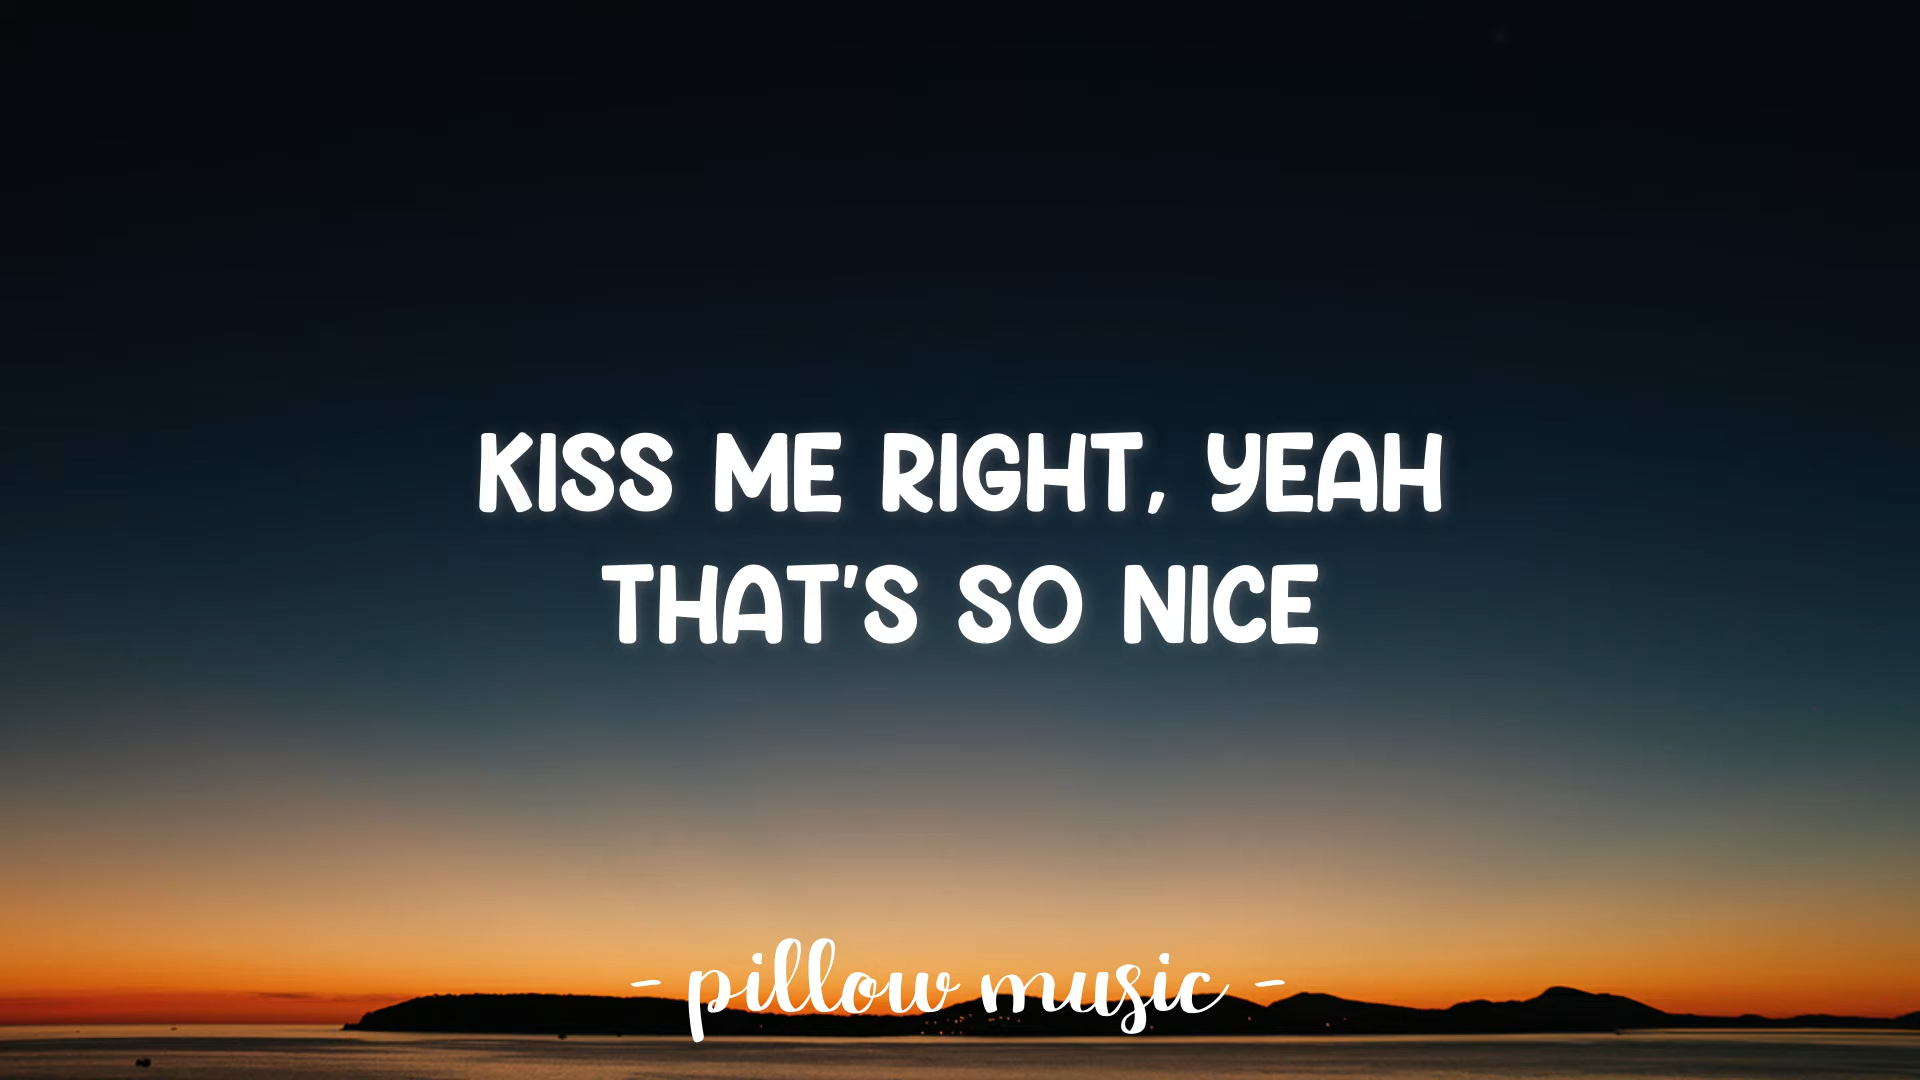 KISS ME RIGHT, YEAH
THAT'S SO NICE
- pillow music -